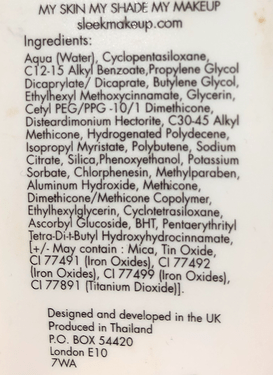 MY SKIN MY SHADE MY MAKEUP
sleekmakeup.com
Ingredients:
Aqua (Water), Cyclopentasiloxane,
C12-15 Alkyl Benzoate,Propylene Glycol
Dicaprylate/ Dicaprate, Butylene Glycol,
Ethylhexyl Methoxycinnamate, Glycerin,
Cetyl PEG/PPG -10/1 Dimethicone,
Disteardimonium Hectorite, C30-45 Alkyl
Methicone, Hydrogenated Polydecene,
Isopropyl Myristate, Polybutene, Sodium
Citrate, Silica,Phenoxyethanol, Potassium
Sorbate, Chlorphenesin, Methylparaben,
Aluminum Hydroxide, Methicone,
Dimethicone/Methicone Copolymer,
Ethylhexylglycerin, Cyclotetrasiloxane,
Ascorbyl Glucoside, BHT, Pentaerythrityl
Tetra-Di-t-Butyl Hydroxyhydrocinnamate,
[+/- May contain : Mica, Tin Oxide,
CI 77491 (Iron Oxides), CI 77492
(Iron Oxides), CI 77499 (Iron Oxides),
CI 77891 (Titanium Dioxide)].
Designed and developed in the UK
Produced in Thailand
P.O. BOX 54420
London E10
7WA